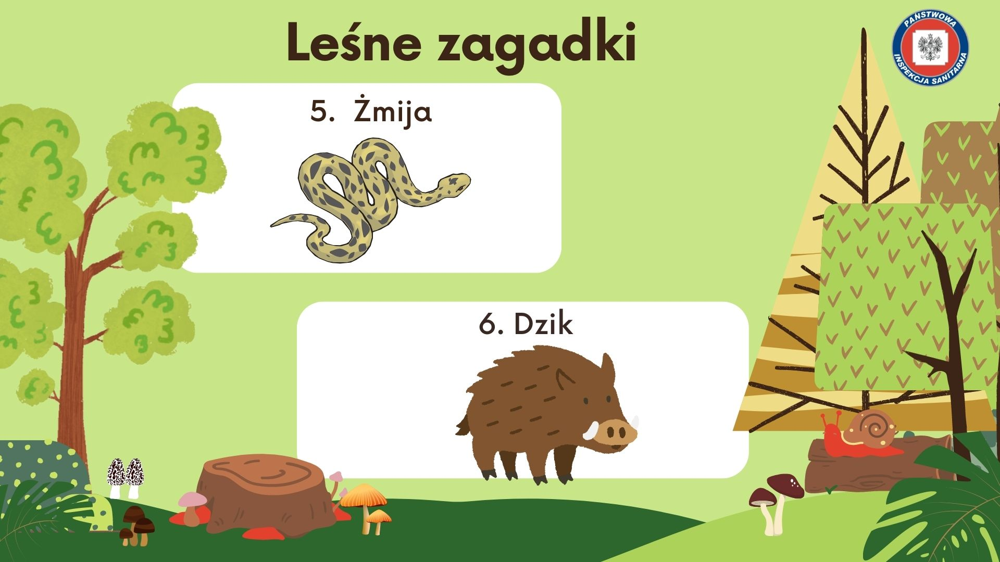 Leśne zagadki
PAŃSTWOWA
INSPEKCJA SANITARNA
5. Żmija
6. Dzik